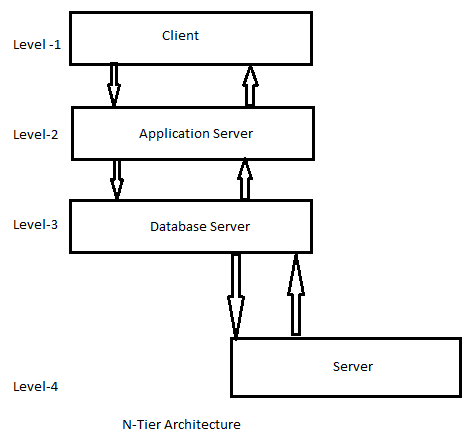 Level -1
Client
Level-2
Application Server
Level-3
Database Server
Server
Level-4
N-Tier Architecture